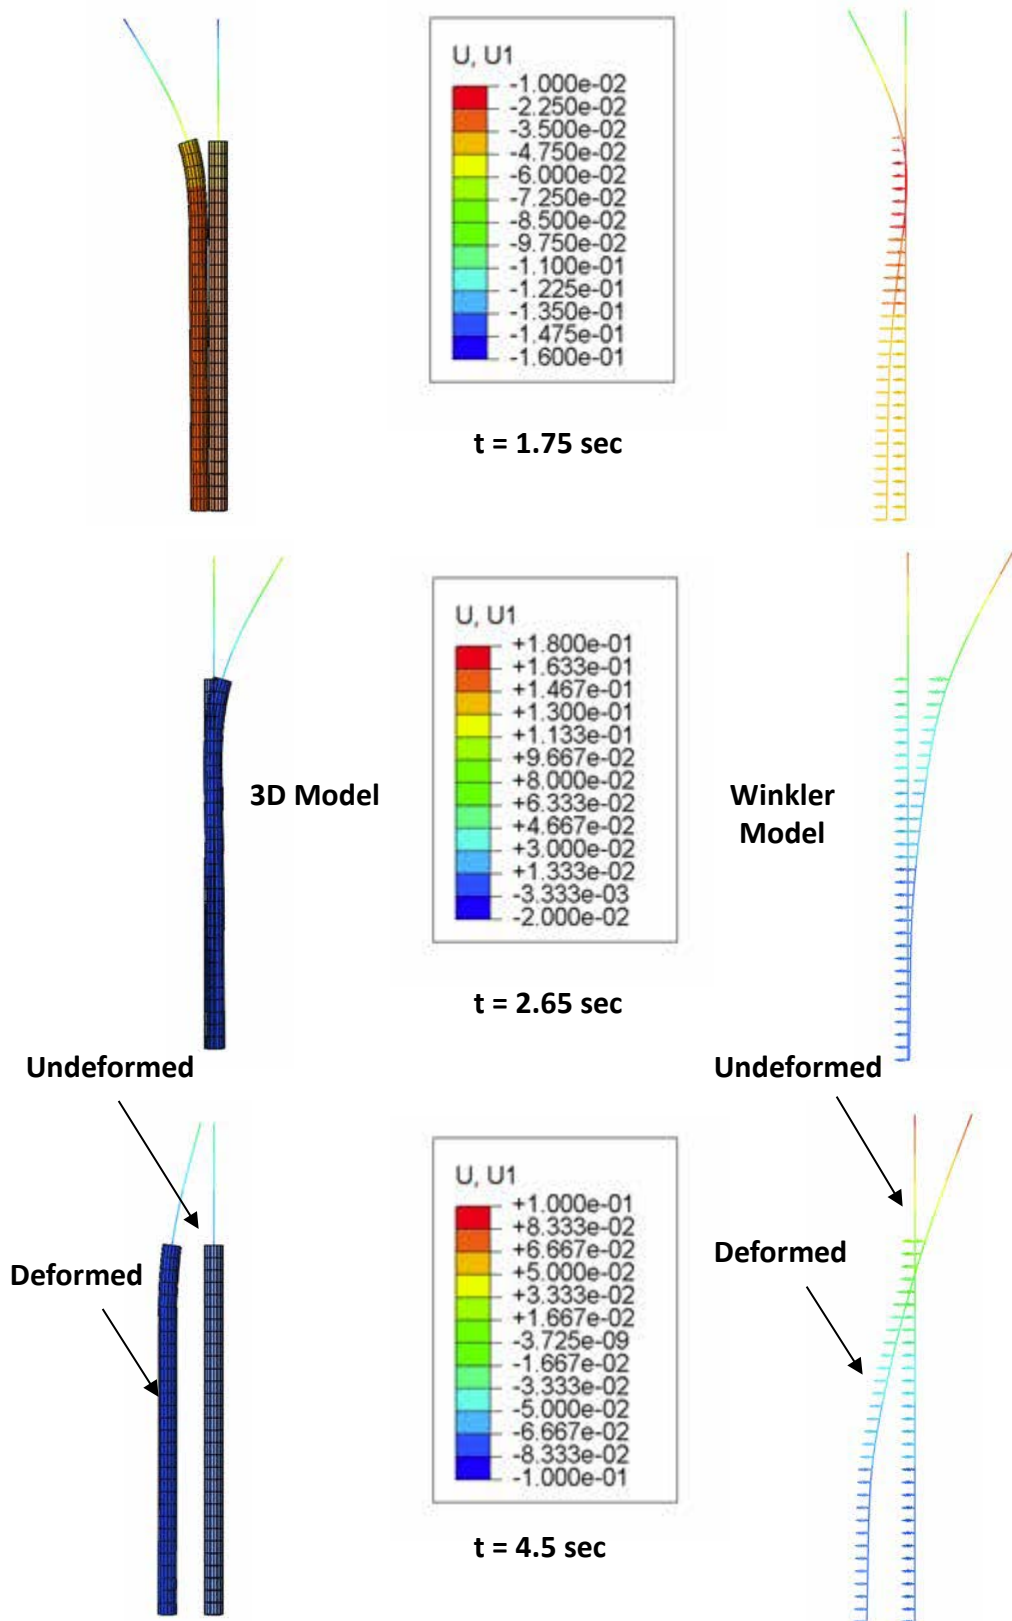 U, U1
-1.000e-02
-2.250e-02
-3.500e-02
-4.750e-02
-6.000e-02
-7.250e-02
-8.500e-02
-9.750e-02
-1.100e-01
-1.225e-01
-1.350e-01
-1.475e-01
-1.600e-01
t = 1.75 sec
U, U1
+1.800e-01
+1.633e-01
+1.467e-01
+1.300e-01
+1.133e-01
+9.667e-02
+8.000e-02
+6.333e-02
+4.667e-02
+3.000e-02
+1.333e-02
-3.333e-03
-2.000e-02
3D Model
Winkler
Model
t = 2.65 sec
Undeformed
Undeformed
U, U1
+1.000e-01
+8.333e-02
+6.667e-02
+5.000e-02
+3.333e-02
+1.667e-02
-3.725e-09
-1.667e-02
-3.333e-02
-5.000e-02
-6.667e-02
-8.333e-02
-1.000e-01
Deformed
Deformed
t = 4.5 sec